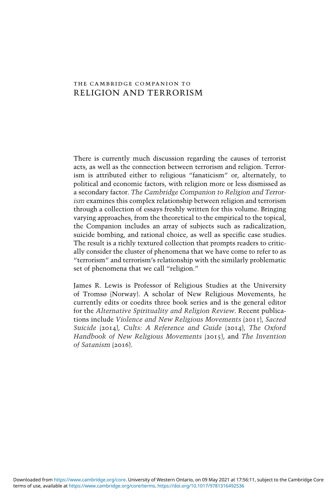 THE CAMBRIDGE COMPANION TO
RELIGION AND TERRORISM
There is currently much discussion regarding the causes of terrorist
acts, as well as the connection between terrorism and religion. Terror-
ism is attributed either to religious "fanaticism" or, alternately, to
political and economic factors, with religion more or less dismissed as
a secondary factor. The Cambridge Companion to Religion and Terror-
ism examines this complex relationship between religion and terrorism
through a collection of essays freshly written for this volume. Bringing
varying approaches, from the theoretical to the empirical to the topical,
the Companion includes an array of subjects such as radicalization,
suicide bombing, and rational choice, as well as specific case studies.
The result is a richly textured collection that prompts readers to critic-
ally consider the cluster of phenomena that we have come to refer to as
"terrorism" and terrorism's relationship with the similarly problematic
set of phenomena that we call "religion."
James R. Lewis is Professor of Religious Studies at the University
of Tromsø (Norway). A scholar of New Religious Movements, he
currently edits or coedits three book series and is the general editor
for the Alternative Spirituality and Religion Review. Recent publica-
tions include Violence and New Religious Movements (2011), Sacred
Suicide (2014), Cults: A Reference and Guide (2014), The Oxford
Handbook of New Religious Movements (2015), and The Invention
of Satanism (2016).
Downloaded from https://www.cambridge.org/core. University of Western Ontario, on 09 May 2021 at 17:56:11, subject to the Cambridge Core
terms of use, available at https://www.cambridge.org/core/terms. https://doi.org/10.1017/9781316492536